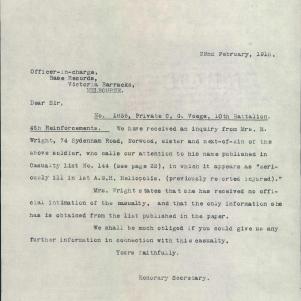 22nd February, 1916.
Officer-in-charge,
Base Records,
Victoria Barracks,
MELBOURNE.
Dear Sir,
Private C. G. Voege, 10th Battalion
4th Reinforcements. We have received an inquiry from Mrs. R.
Wright, 74 Sydenham Road, Norwood, sister and next-of-kin of the
above soldier, who calls our attention to his name published in
Casualty List No. 144 (see page 22), in which it appears as "seri-
ously ill in 1st A.G.H. Heliopolis. (previously reported injured)."
Mrs. Wright states that she has received no offi-
cial intimation of the casualty, and that the only information she
has is obtained from the list published in the paper.
We shall be much obliged if you could give us any
further information in connection with this casualty.
Yours faithfully.
Honorary Secretary.